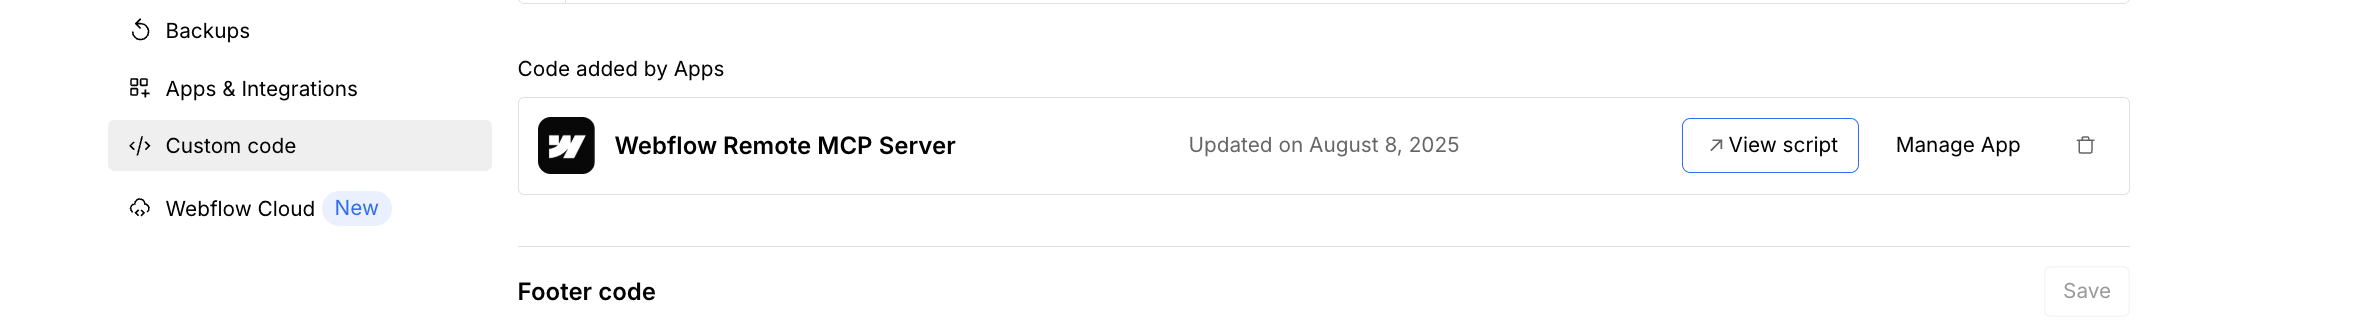 Backups
Apps & Integrations
Custom code
Webflow Cloud New
Code added by Apps
Webflow Remote MCP Server
Updated on August 8, 2025
View script
Manage App
Footer code
Save